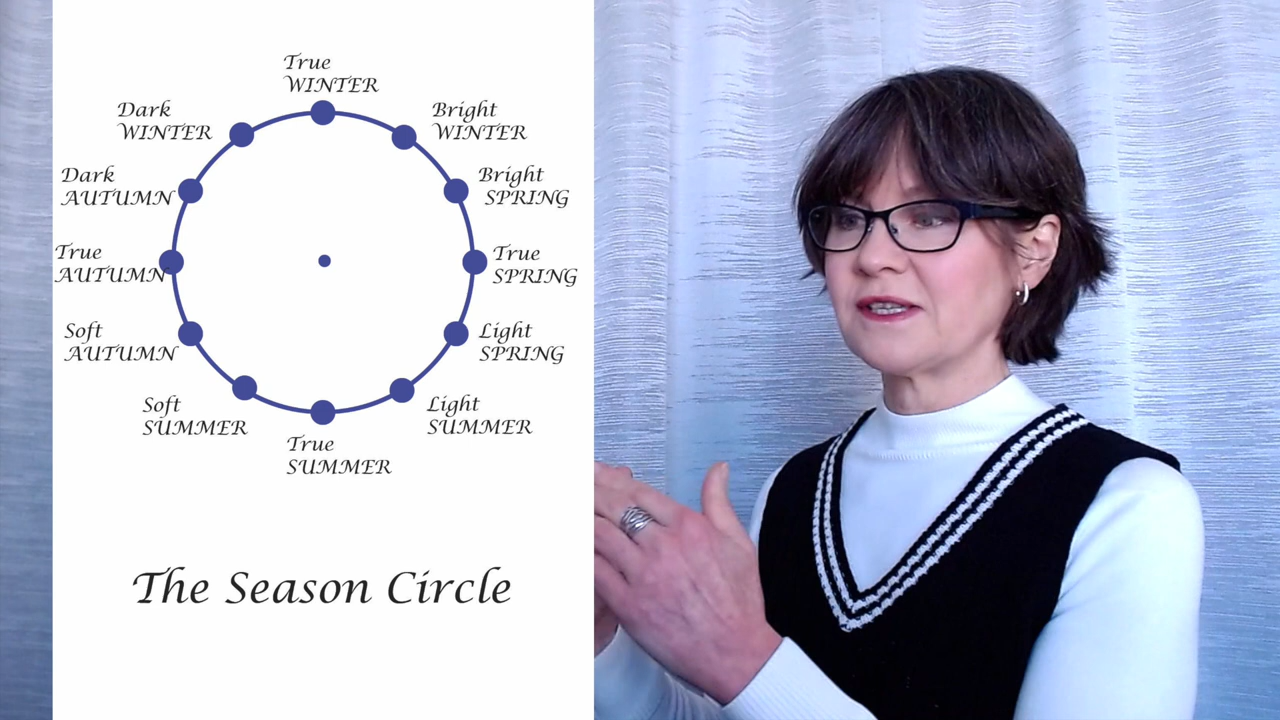 True
WINTER
Dark
WINTER
Bright
WINTER
Dark
AUTUMN
Bright
SPRING
True
AUTUMN
True
SPRING
Soft
AUTUMN
Light
SPRING
Soft
SUMMER
Light
SUMMER
True
SUMMER
The Season Circle